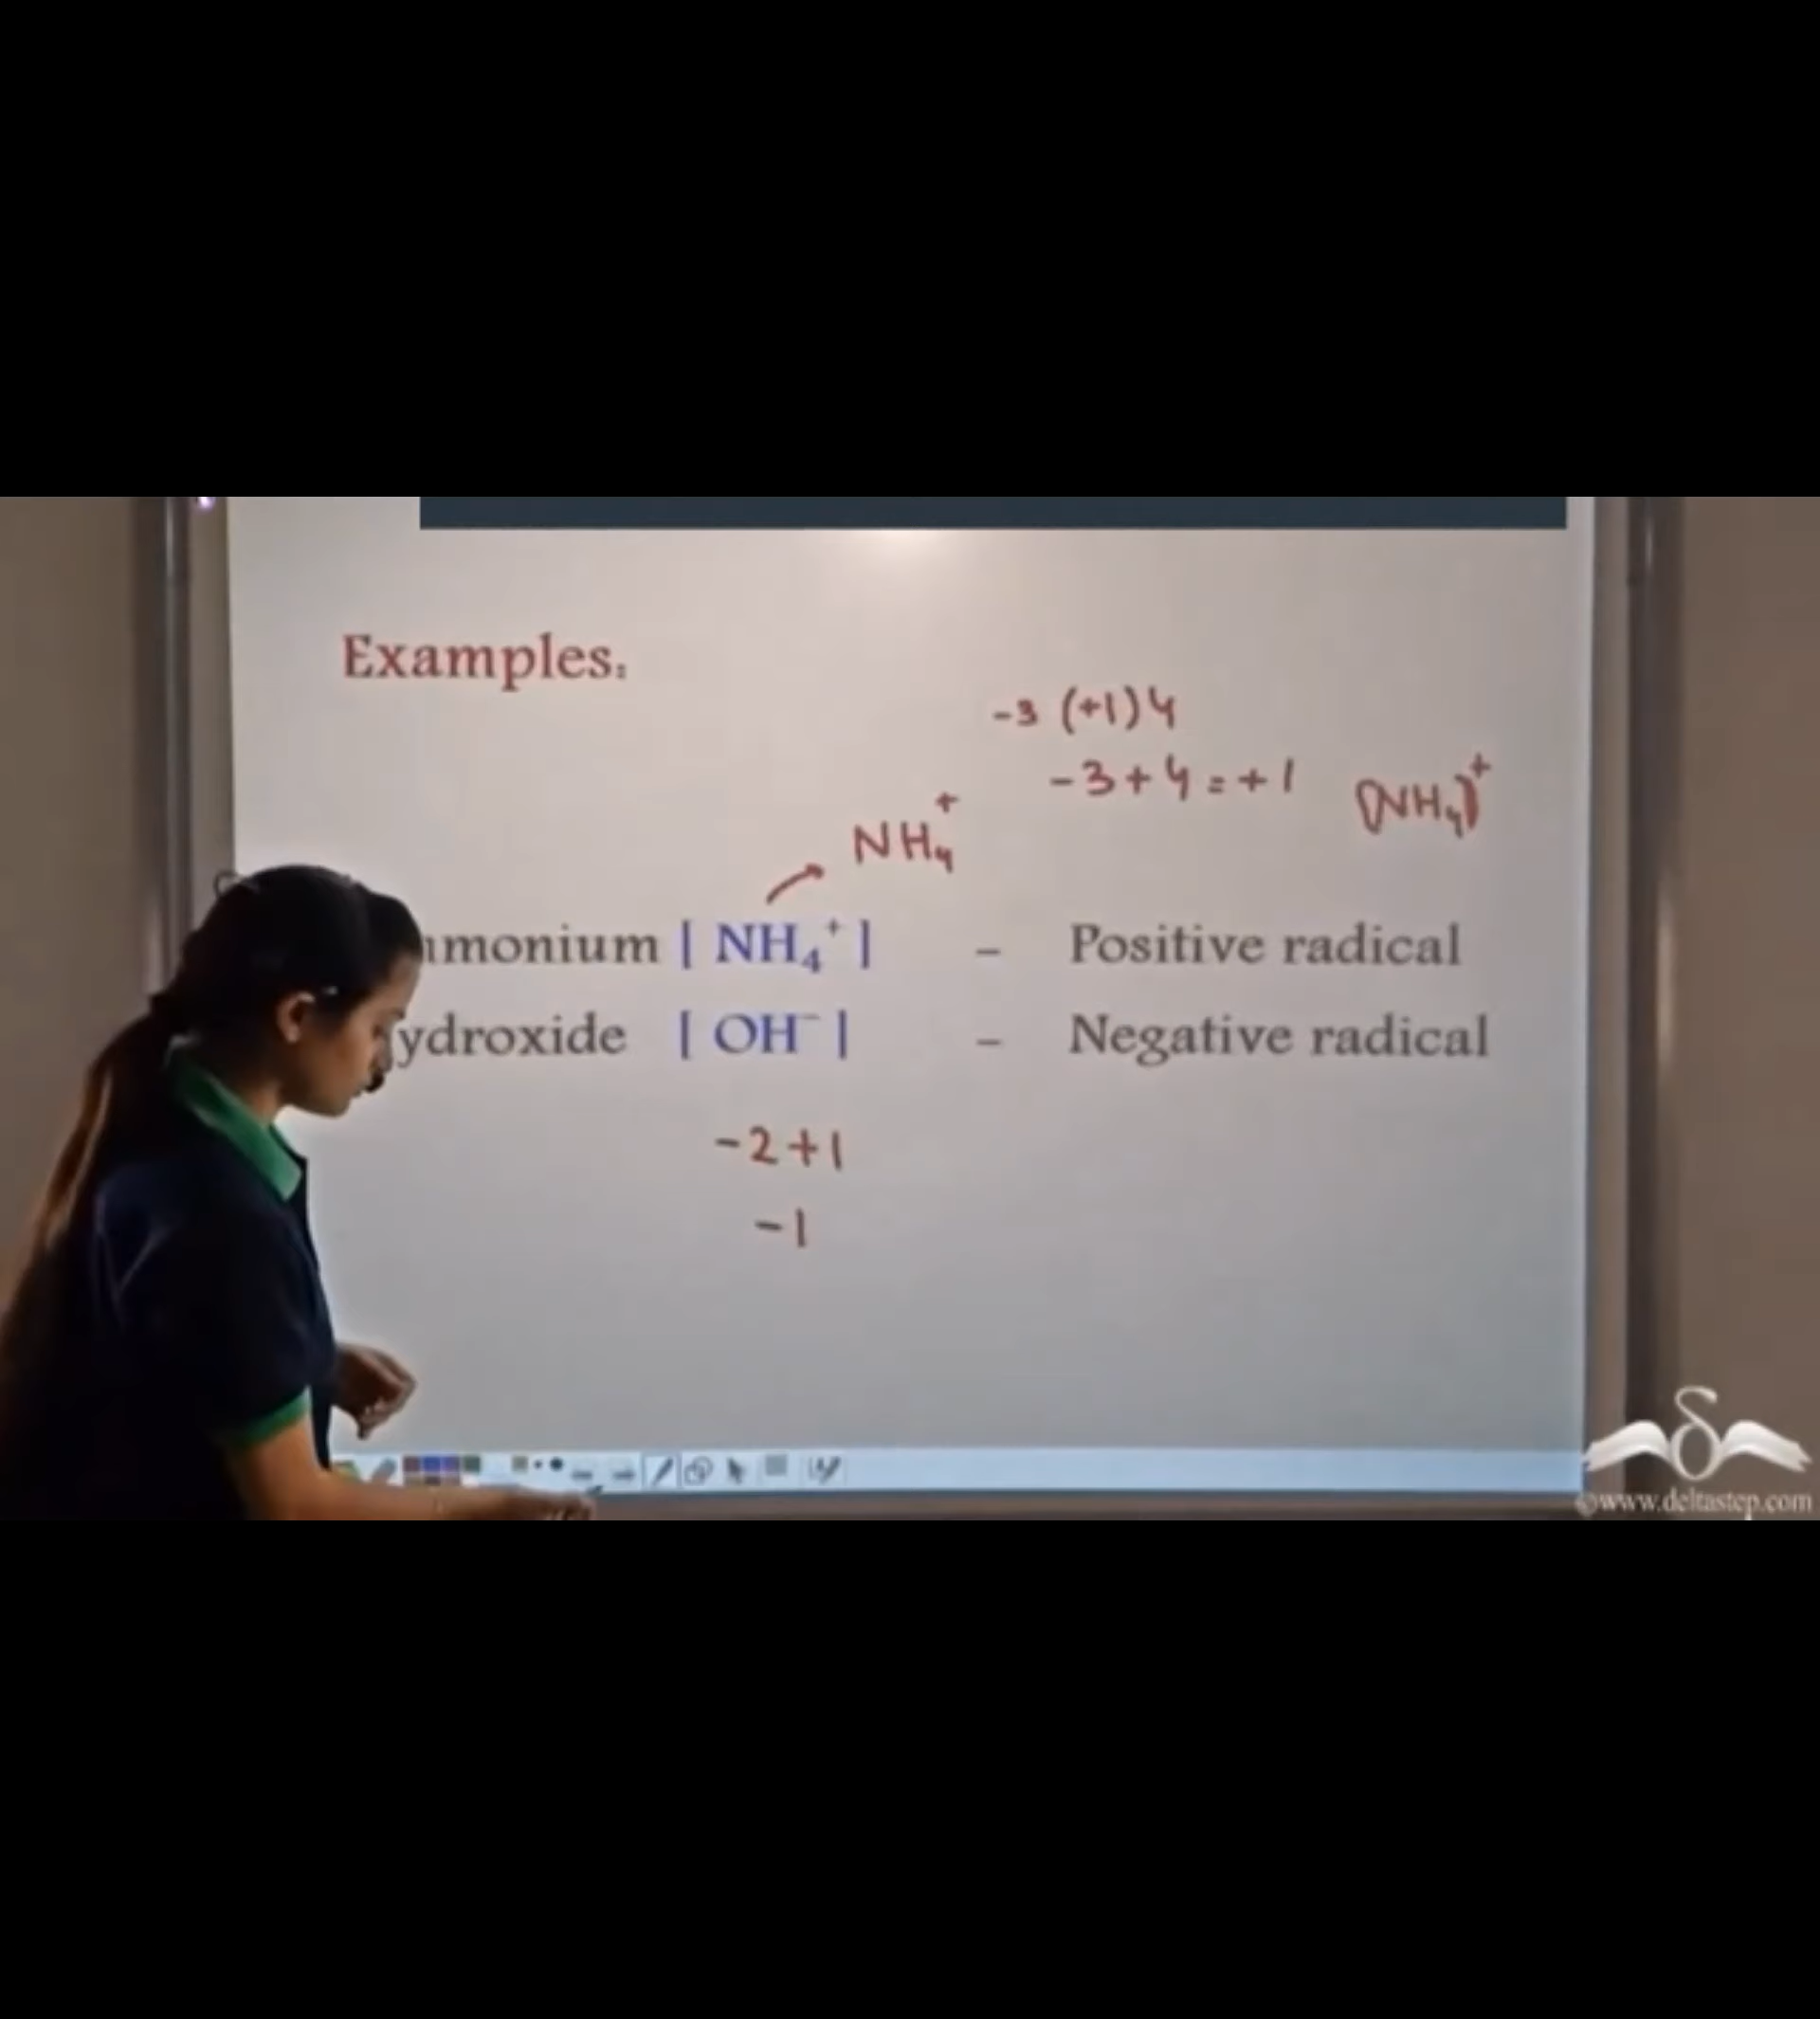 Examples:
-3 (+1)4
-3+4=+1
(NH4)+
NH4+
mmonium [ NH₄⁺ ] - Positive radical
ydroxide [ OH⁻ ] - Negative radical
-2+1
-1
©www.deltastep.com